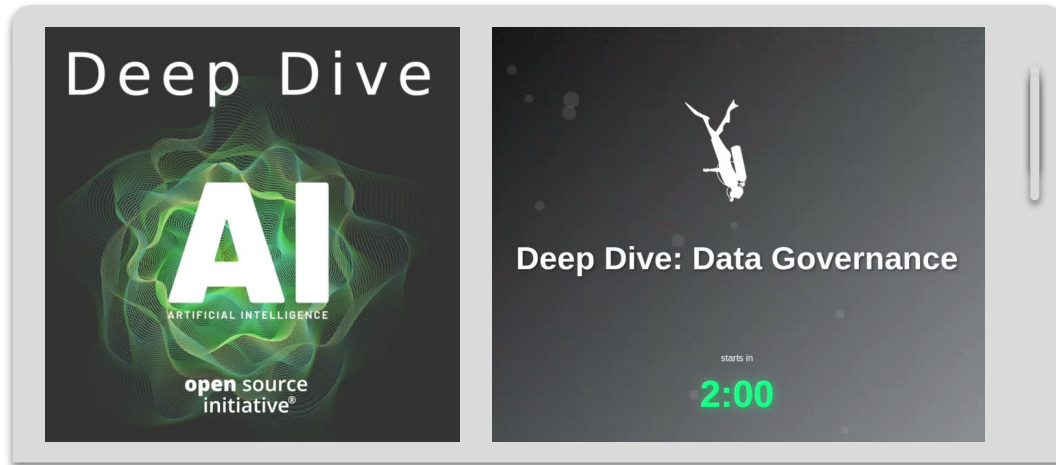 Deep Dive
AI
ARTIFICIAL INTELLIGENCE
open source
initiative®
Deep Dive: Data Governance
starts in
2:00